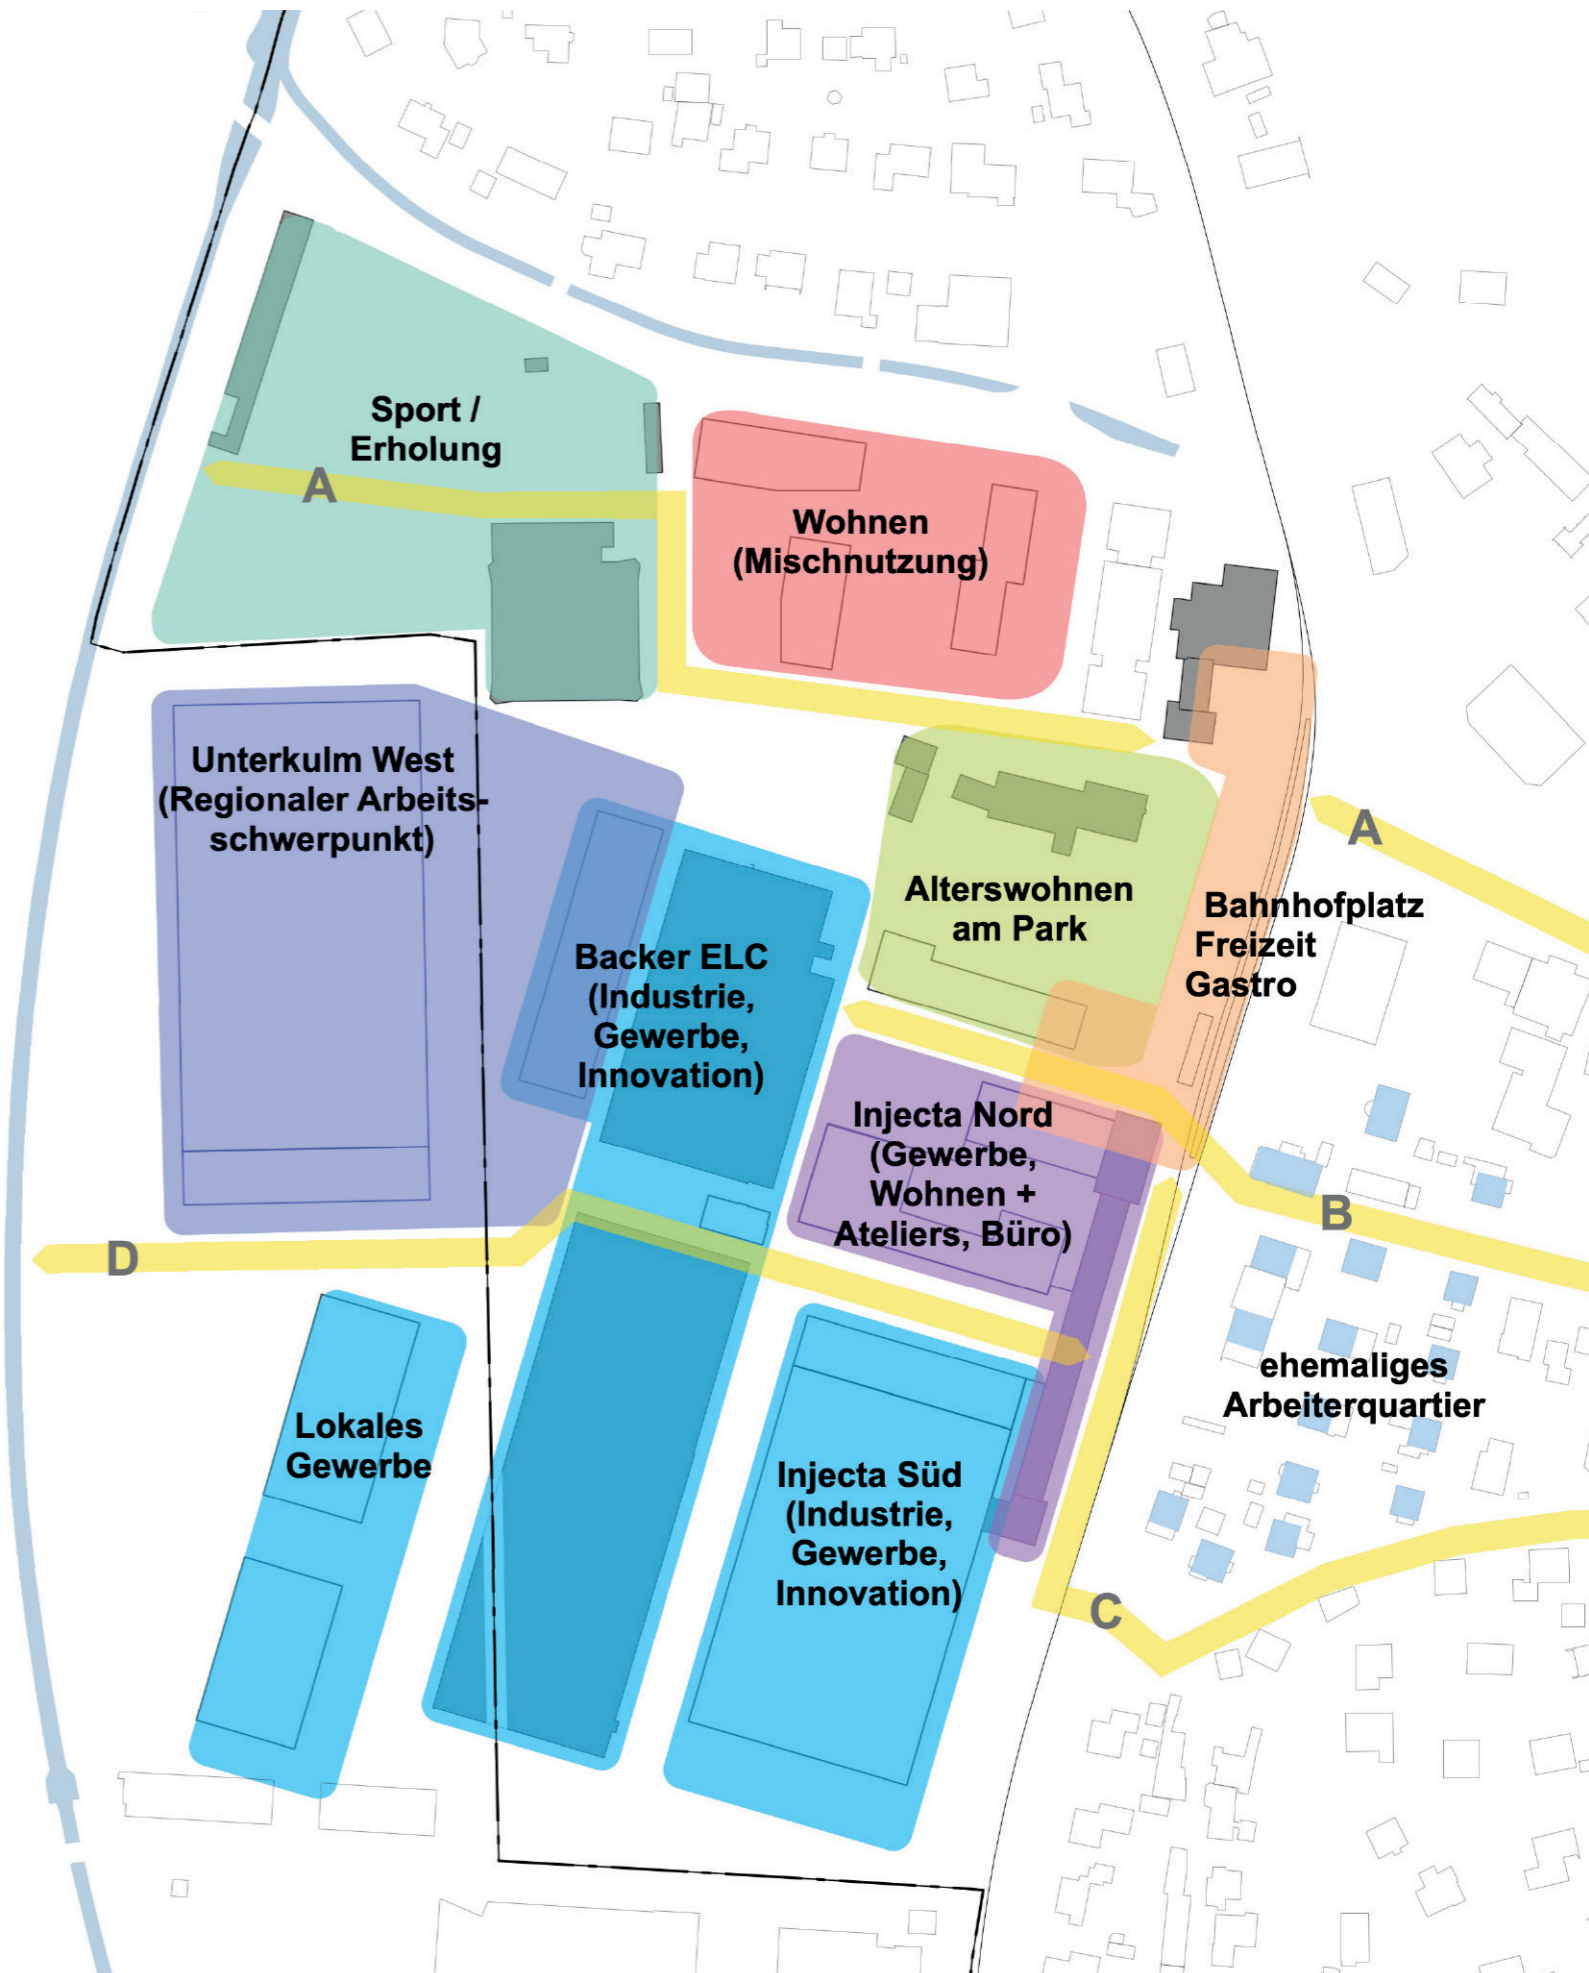 Sport /
Erholung
A
Wohnen
(Mischnutzung)
Unterkulm West
(Regionaler Arbeits-
schwerpunkt)
A
Alterswohnen
am Park
Bahnhofplatz
Freizeit
Gastro
Backer ELC
(Industrie,
Gewerbe,
Innovation)
Injecta Nord
(Gewerbe,
Wohnen +
Ateliers, Büro)
B
D
ehemaliges
Arbeiterquartier
Lokales
Gewerbe
Injecta Süd
(Industrie,
Gewerbe,
Innovation)
C